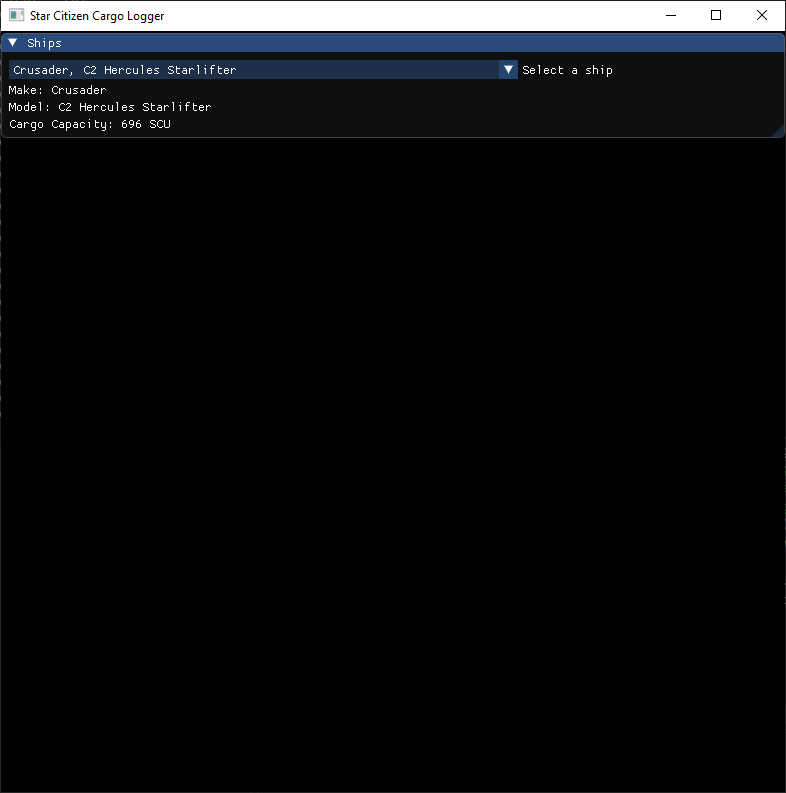 Star Citizen Cargo Logger
Ships
Crusader, C2 Hercules Starlifter Select a ship
Make: Crusader
Model: C2 Hercules Starlifter
Cargo Capacity: 696 SCU